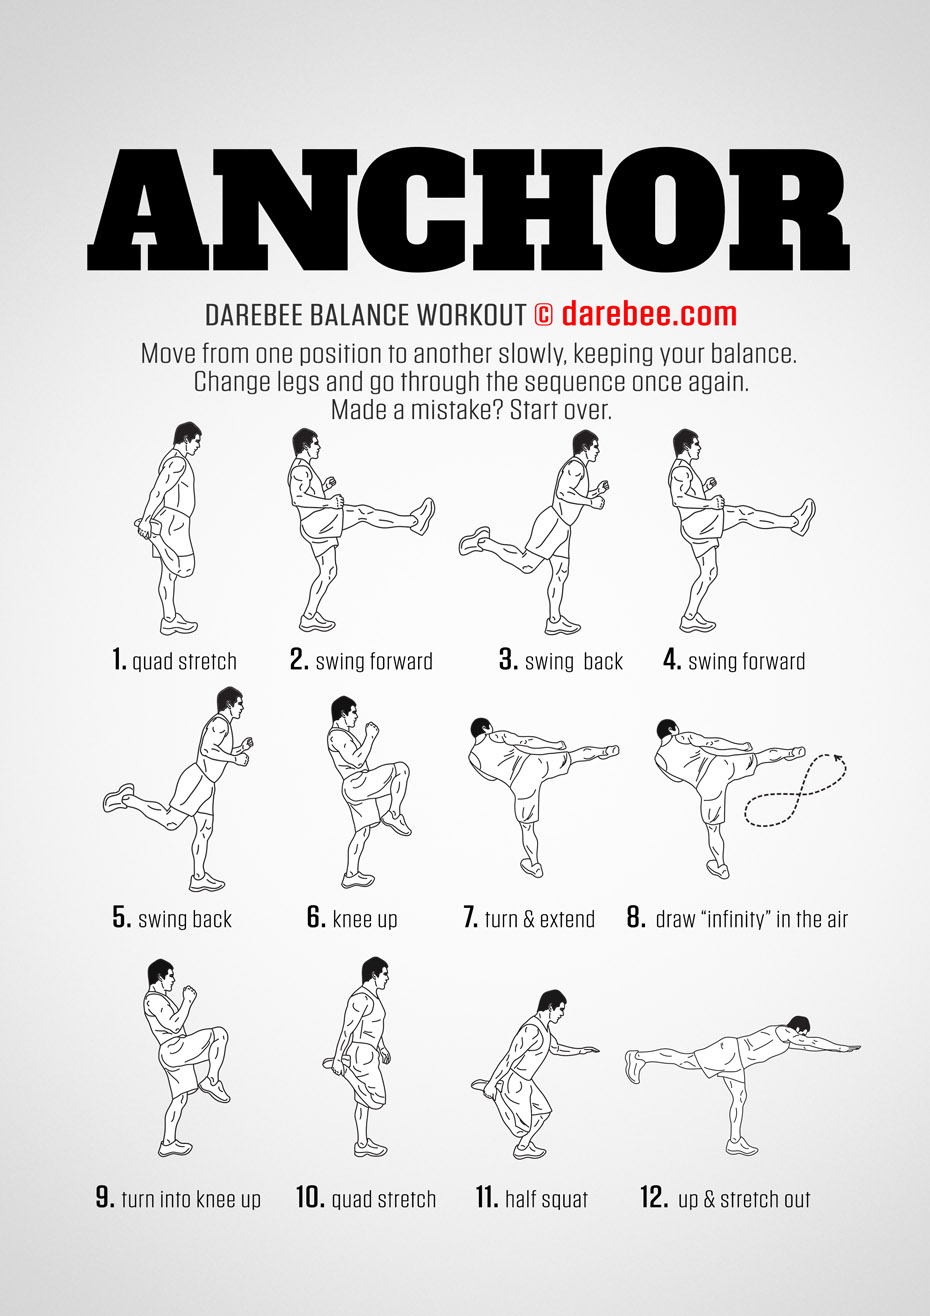 ANCHOR
DAREBEE BALANCE WORKOUT © darebee.com
Move from one position to another slowly, keeping your balance.
Change legs and go through the sequence once again.
Made a mistake? Start over.
1. quad stretch
2. swing forward
3. swing back
4. swing forward
5. swing back
6. knee up
7. turn & extend
8. draw “infinity” in the air
9. turn into knee up
10. quad stretch
11. half squat
12. up & stretch out